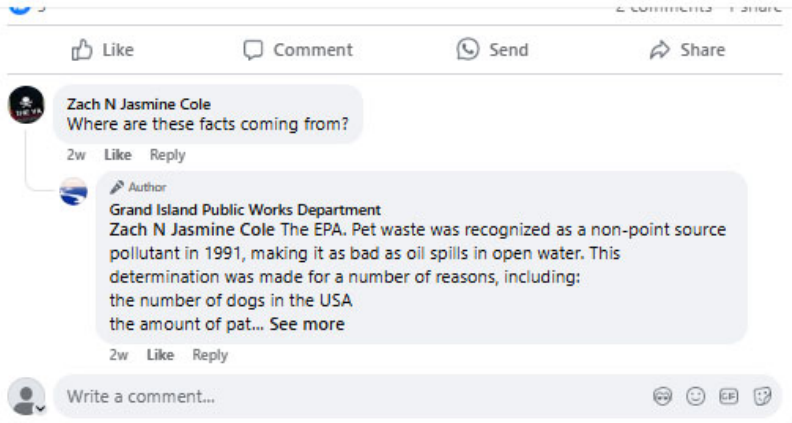 Like Comment Send Share
Zach N Jasmine Cole
Where are these facts coming from?
2w Like Reply
Author
Grand Island Public Works Department
Zach N Jasmine Cole The EPA. Pet waste was recognized as a non-point source
pollutant in 1991, making it as bad as oil spills in open water. This
determination was made for a number of reasons, including:
the number of dogs in the USA
the amount of pat... See more
2w Like Reply
Write a comment...
GIF